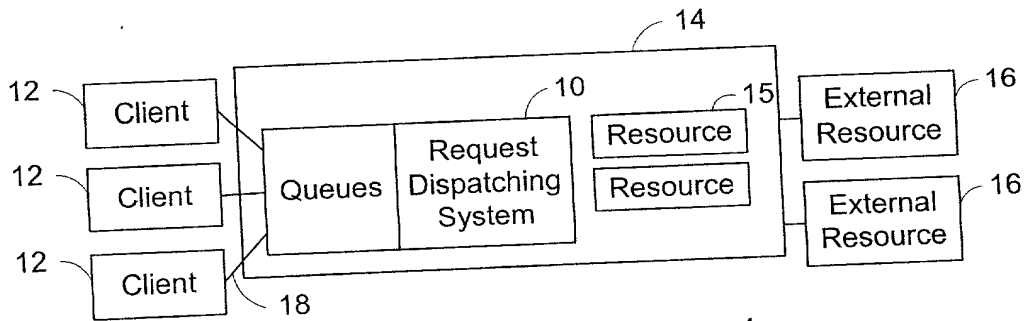 14
12
Client
10
15
External
Resource
16
Resource
Request
Dispatching
System
Queues
12
Client
Resource
External
Resource
16
12
Client
18